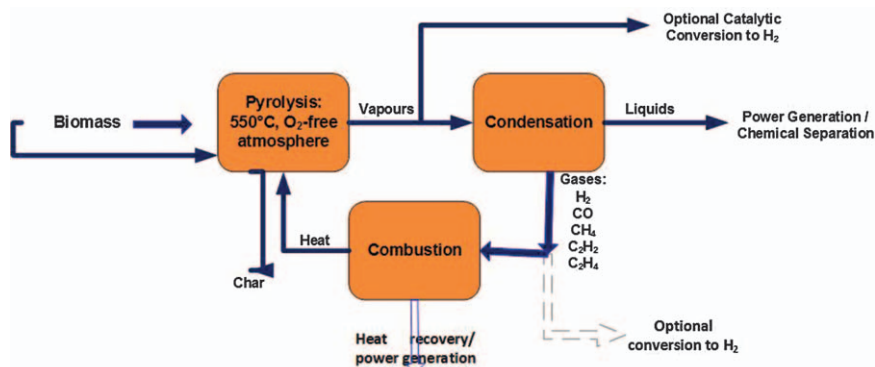 Optional Catalytic
Conversion to H₂
Pyrolysis:
550°C, O₂-free
atmosphere
Biomass
Vapours
Condensation
Liquids
Power Generation /
Chemical Separation
Gases:
H₂
CO
CH₄
C₂H₂
C₂H₄
Heat
Combustion
Char
Heat recovery/
power generation
Optional
conversion to H₂